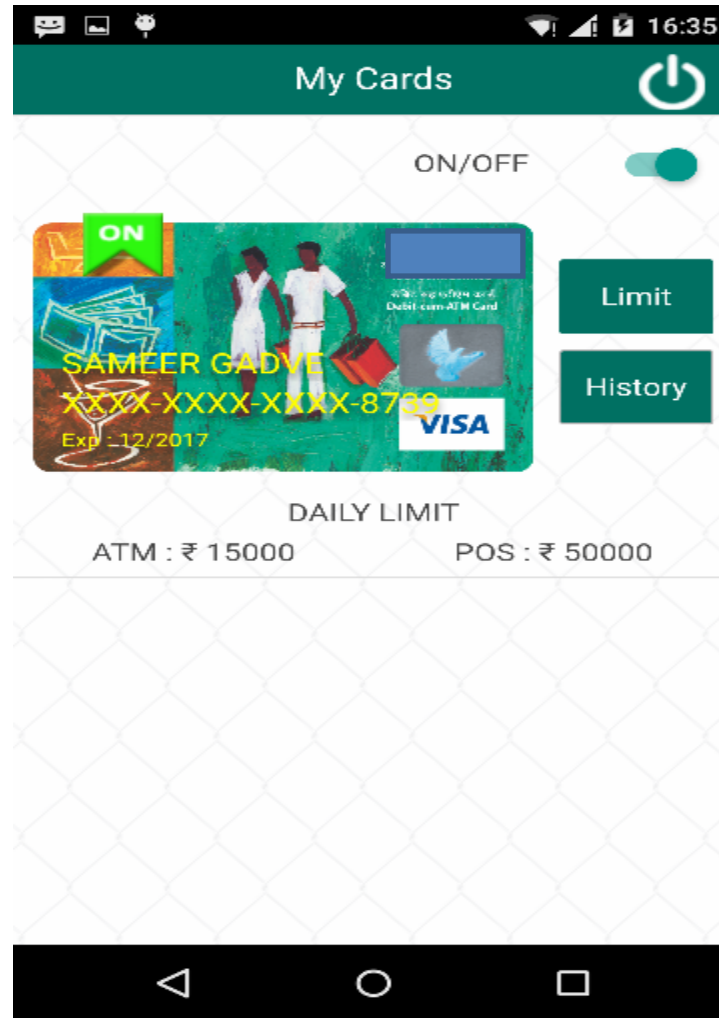 16:35
My Cards
ON/OFF
ON
Debit-cum-ATM Card
SAMEER GADVE
XXXX-XXXX-XXXX-8739
VISA
Exp : 12/2017
Limit
History
DAILY LIMIT
ATM : ₹ 15000 POS : ₹ 50000